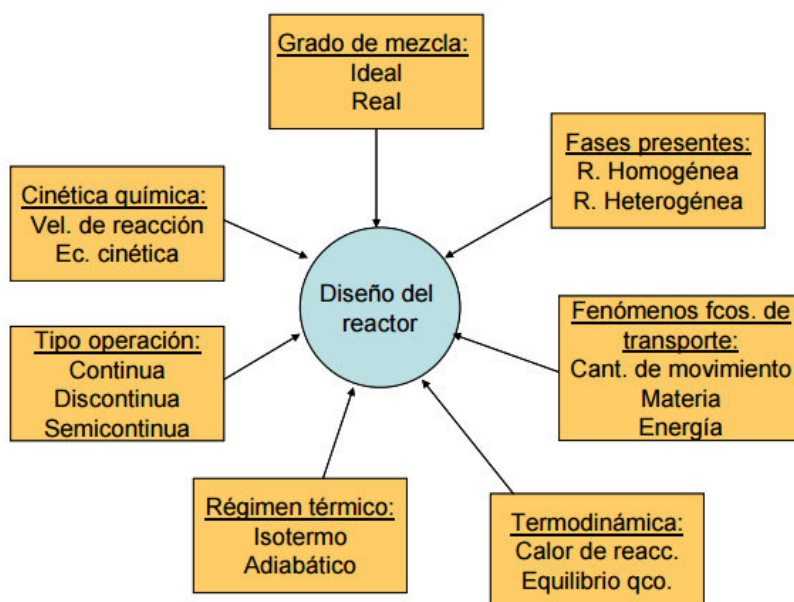 Grado de mezcla:
Ideal
Real
Fases presentes:
R. Homogénea
R. Heterogénea
Cinética química:
Vel. de reacción
Ec. cinética
Diseño del
reactor
Fenómenos fcos. de
transporte:
Cant. de movimiento
Materia
Energía
Tipo operación:
Continua
Discontinua
Semicontinua
Régimen térmico:
Isotermo
Adiabático
Termodinámica:
Calor de reacc.
Equilibrio qco.